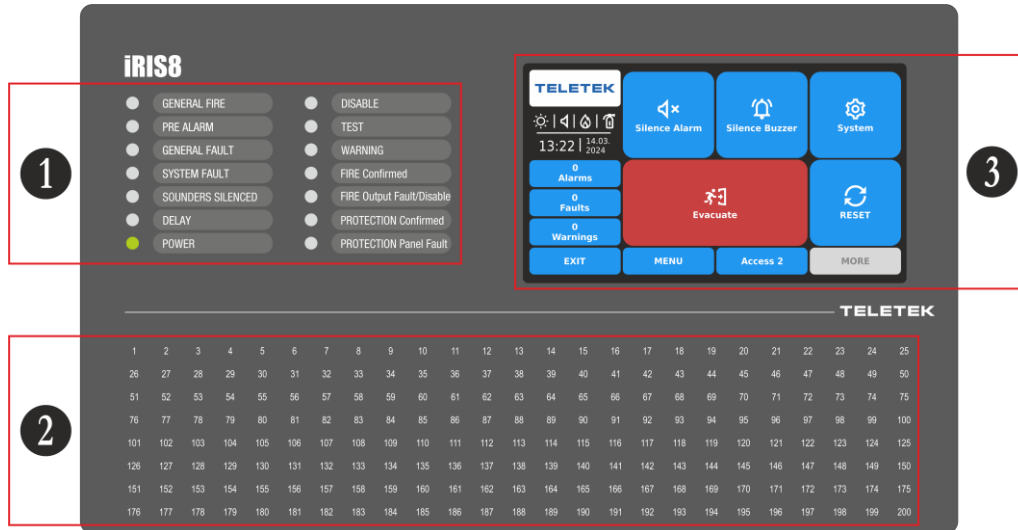 iRIS8
1
GENERAL FIRE
PRE ALARM
GENERAL FAULT
SYSTEM FAULT
SOUNDERS SILENCED
DELAY
POWER
DISABLE
TEST
WARNING
FIRE Confirmed
FIRE Output Fault/Disable
PROTECTION Confirmed
PROTECTION Panel Fault
TELETEK
13:22 | 14.03. 2024
0
Alarms
0
Faults
0
Warnings
EXIT
Silence Alarm
Silence Buzzer
System
Evacuate
RESET
MENU
Access 2
MORE
3
TELETEK
2
1 2 3 4 5 6 7 8 9 10 11 12 13 14 15 16 17 18 19 20 21 22 23 24 25
26 27 28 29 30 31 32 33 34 35 36 37 38 39 40 41 42 43 44 45 46 47 48 49 50
51 52 53 54 55 56 57 58 59 60 61 62 63 64 65 66 67 68 69 70 71 72 73 74 75
76 77 78 79 80 81 82 83 84 85 86 87 88 89 90 91 92 93 94 95 96 97 98 99 100
101 102 103 104 105 106 107 108 109 110 111 112 113 114 115 116 117 118 119 120 121 122 123 124 125
126 127 128 129 130 131 132 133 134 135 136 137 138 139 140 141 142 143 144 145 146 147 148 149 150
151 152 153 154 155 156 157 158 159 160 161 162 163 164 165 166 167 168 169 170 171 172 173 174 175
176 177 178 179 180 181 182 183 184 185 186 187 188 189 190 191 192 193 194 195 196 197 198 199 200